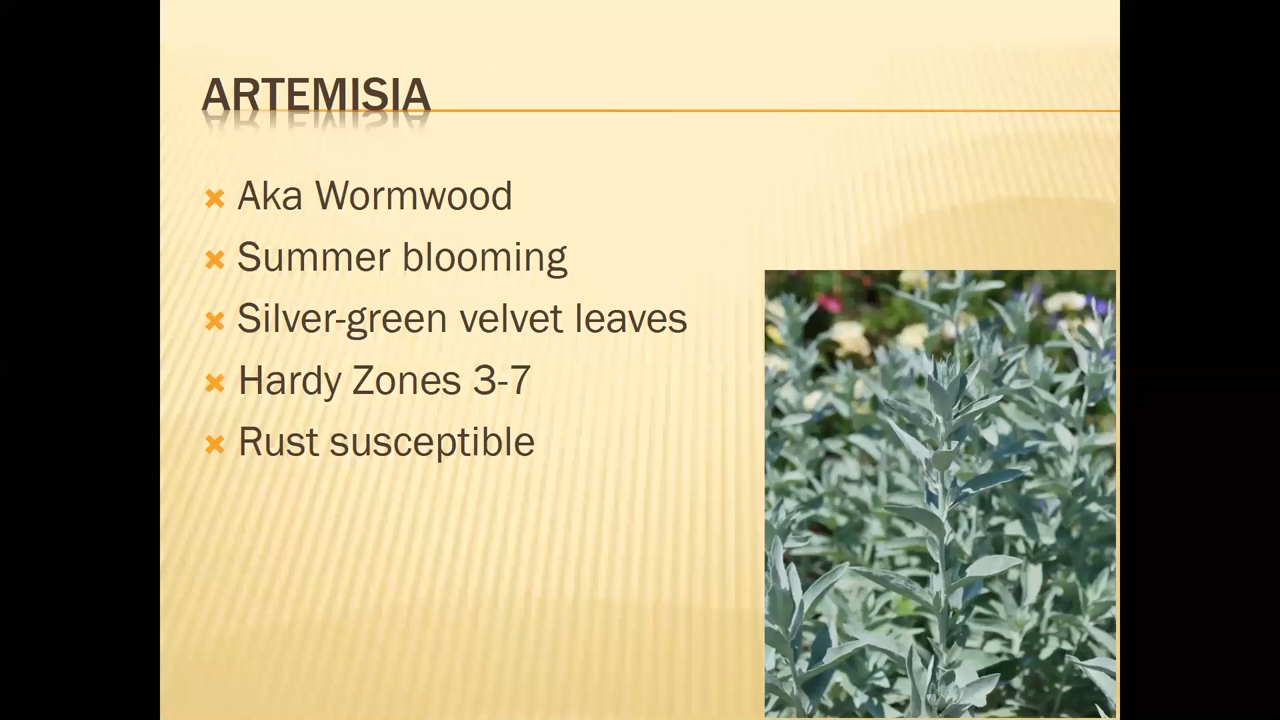 ARTEMISIA
Aka Wormwood
Summer blooming
Silver-green velvet leaves
Hardy Zones 3-7
Rust susceptible